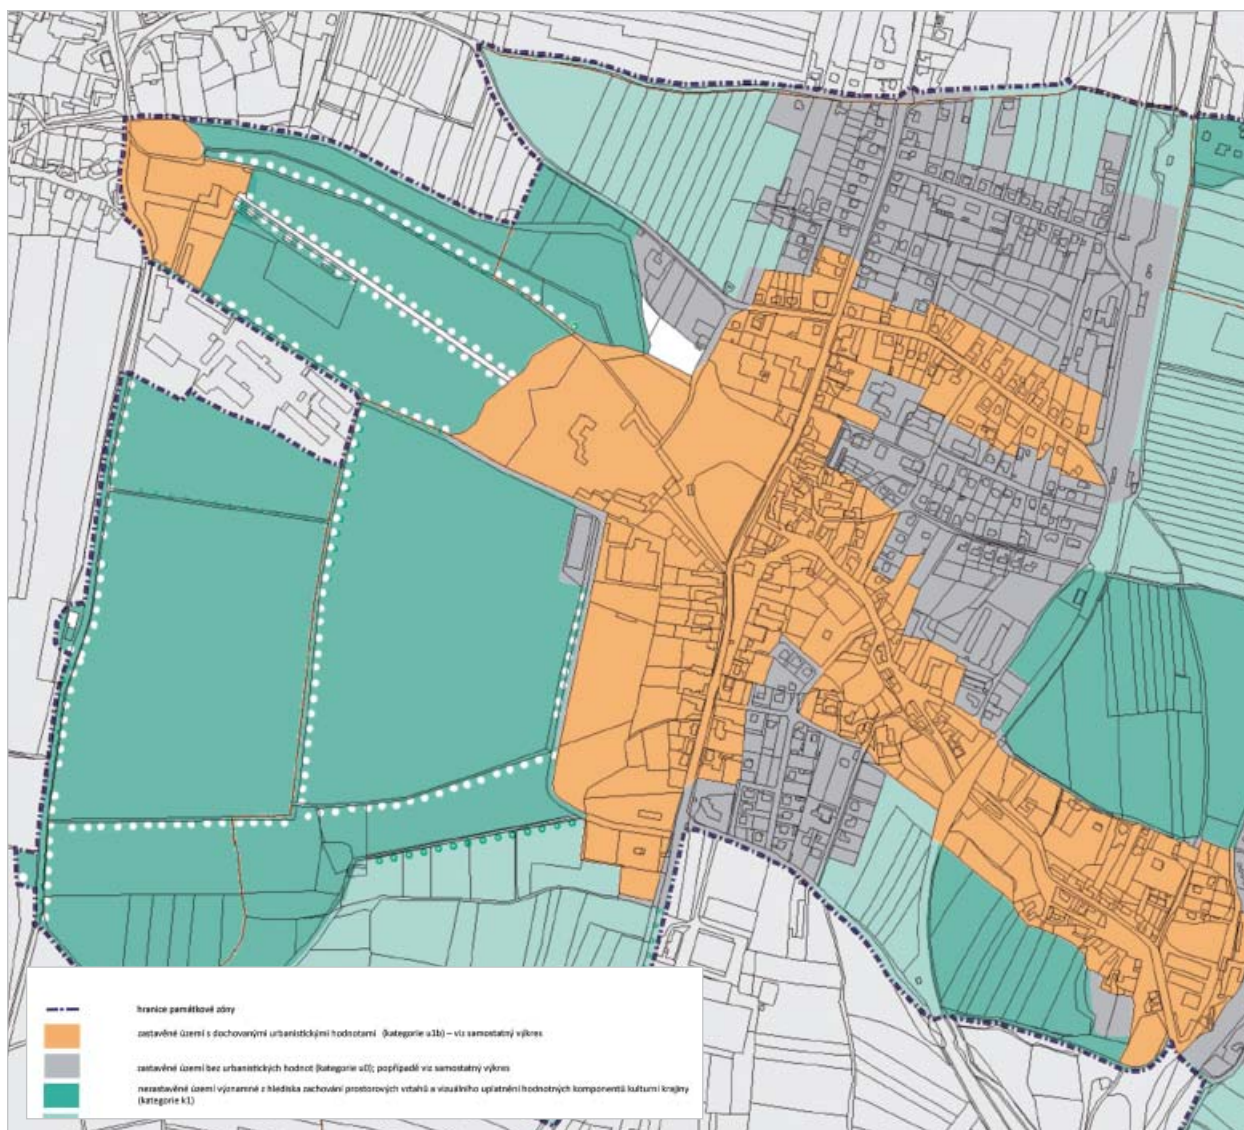 hranice památkové zóny
zastavěné území s dochovanými urbanistickými hodnotami (kategorie u1b) – viz samostatný výkres
zastavěné území bez urbanistických hodnot (kategorie u0); popřípadě viz samostatný výkres
nezastavěné území významné z hlediska zachování prostorových vztahů a vizuálního uplatnění hodnotných komponentů kulturní krajiny
(kategorie k1)